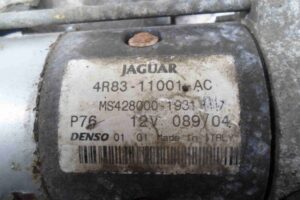 JAGUAR
4R83-11001-AC
MS428000-1931
P76 12V 089/04
DENSO 01 01 Made in ITALY